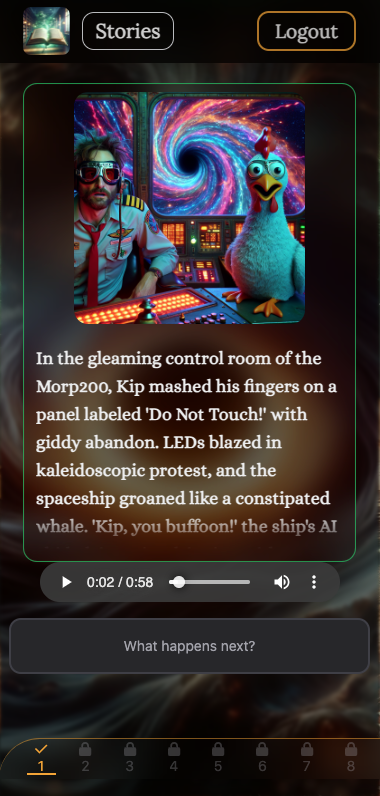 Stories
Logout
In the gleaming control room of the
Morp200, Kip mashed his fingers on a
panel labeled 'Do Not Touch!' with
giddy abandon. LEDs blazed in
kaleidoscopic protest, and the
spaceship groaned like a constipated
whale. 'Kip, you buffoon!' the ship's AI
0:02 / 0:58
What happens next?
1 2 3 4 5 6 7 8